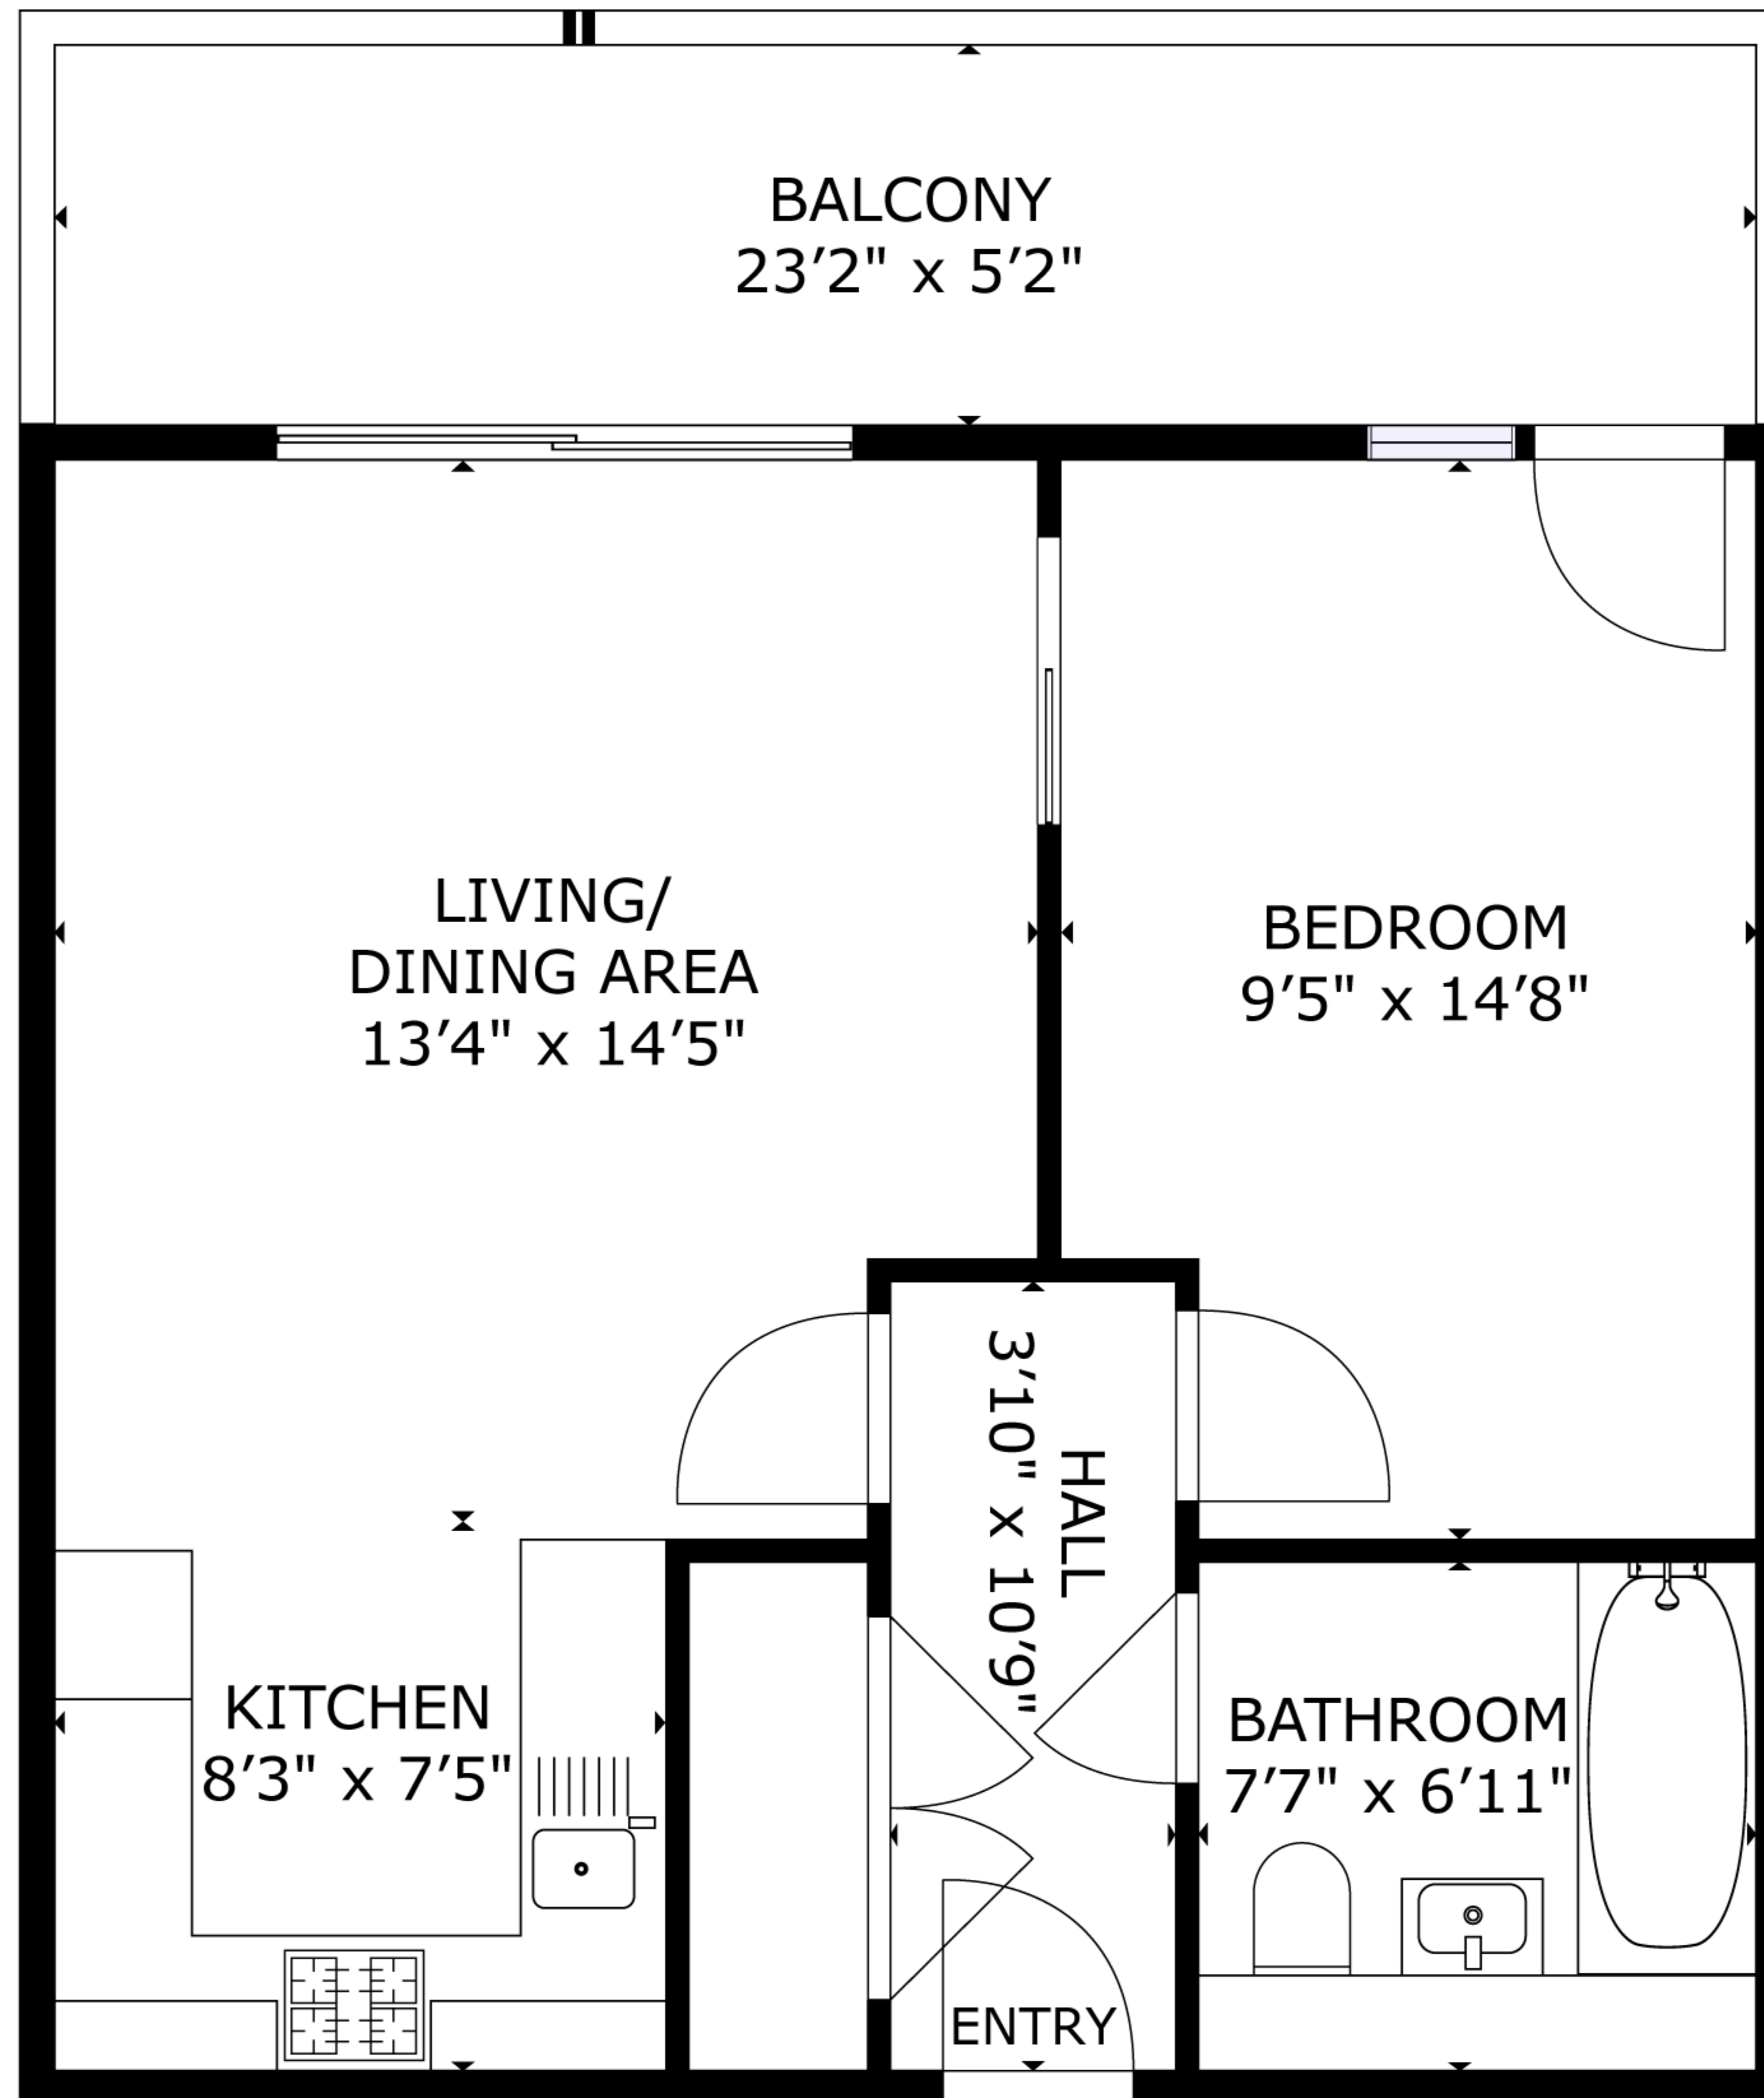 BALCONY
23′2" x 5′2"
LIVING/
DINING AREA
13′4" x 14′5"
BEDROOM
9′5" x 14′8"
HALL
3′10" x 10′9"
KITCHEN
8′3" x 7′5"
BATHROOM
7′7" x 6′11"
ENTRY